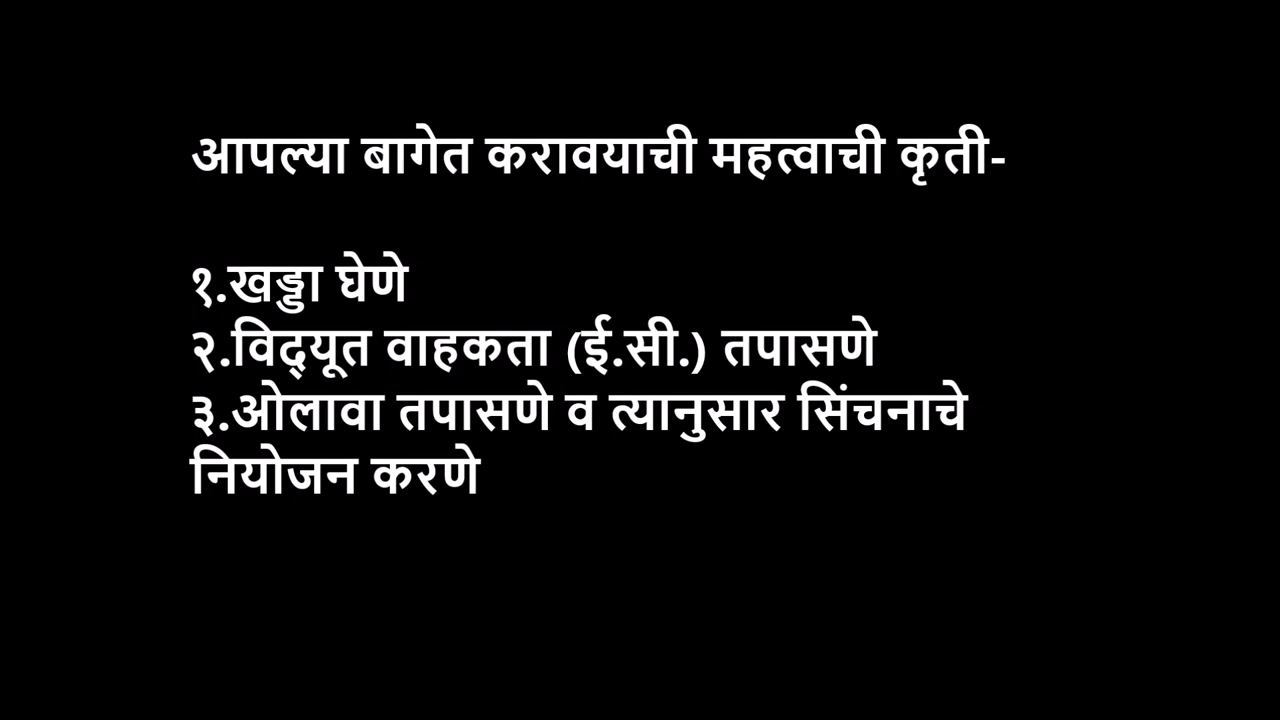 आपल्या बागेत करावयाची महत्वाची कृती-
१.खड्डा घेणे
२.विद्‌यूत वाहकता (ई.सी.) तपासणे
३.ओलावा तपासणे व त्यानुसार सिंचनाचे
नियोजन करणे